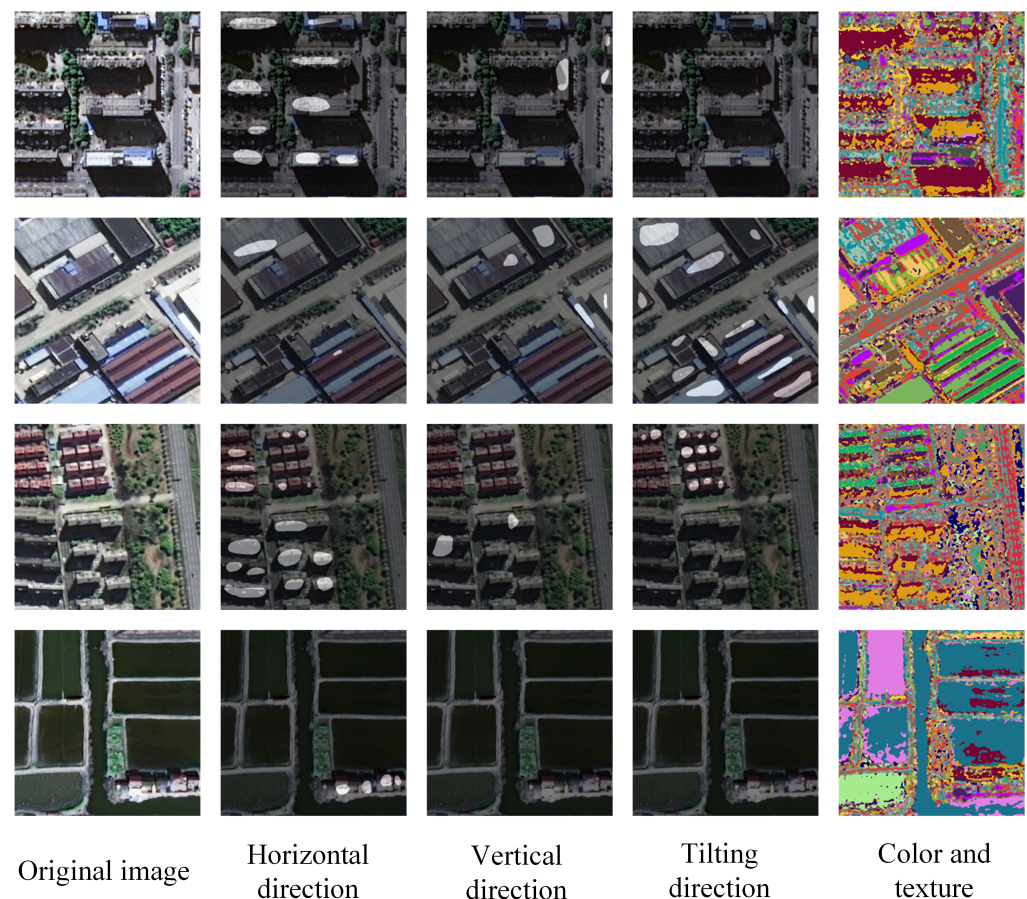 Original image
Horizontal
direction
Vertical
direction
Tilting
direction
Color and
texture